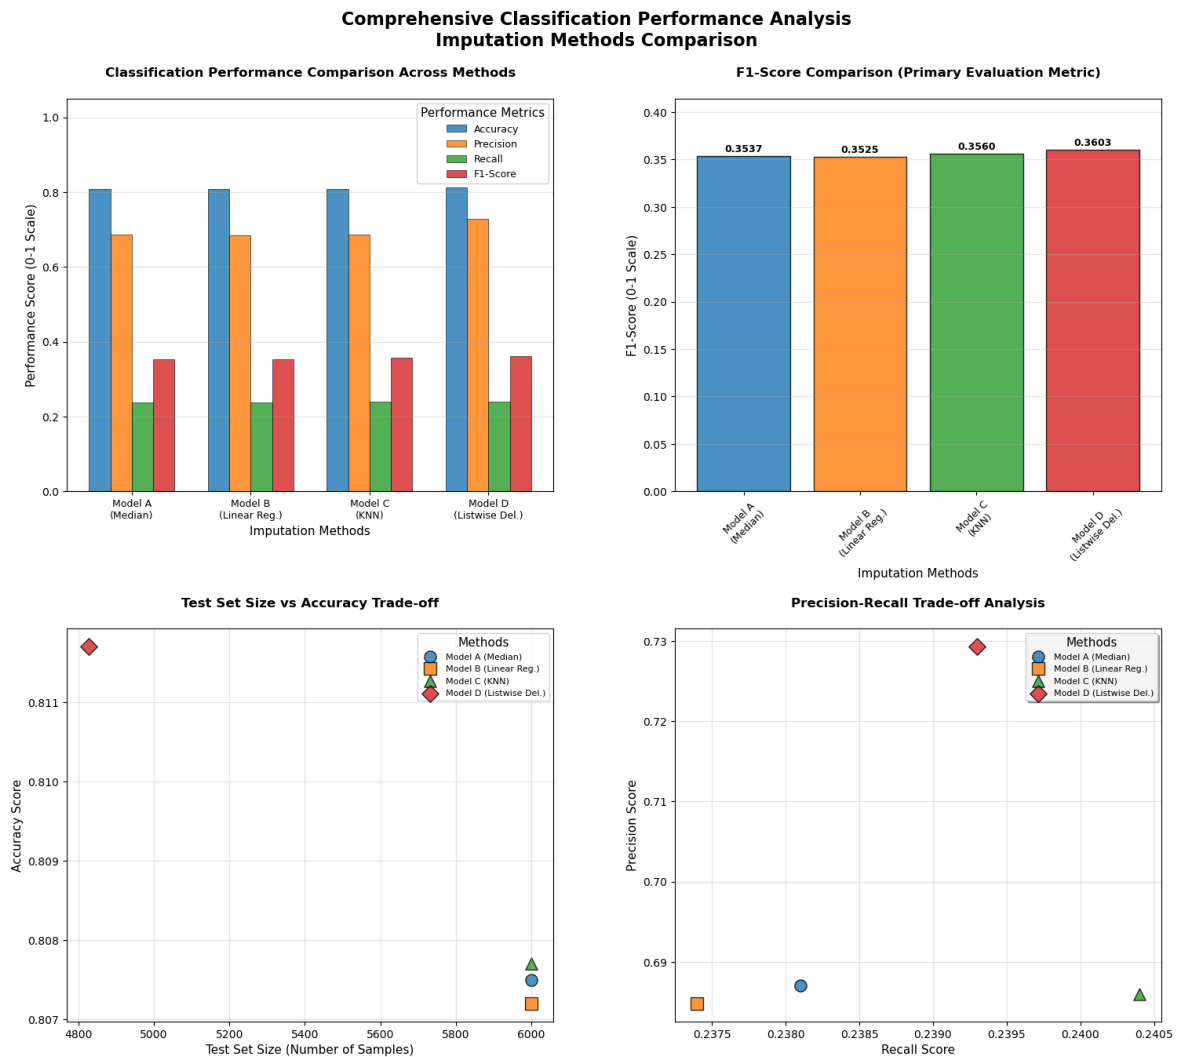 Comprehensive Classification Performance Analysis
Imputation Methods Comparison
Classification Performance Comparison Across Methods
Performance Score (0-1 Scale)
1.0
0.8
0.6
0.4
0.2
0.0
Performance Metrics
Accuracy
Precision
Recall
F1-Score
Model A
(Median)
Model B
(Linear Reg.)
Model C
(KNN)
Model D
(Listwise Del.)
Imputation Methods
F1-Score Comparison (Primary Evaluation Metric)
F1-Score (0-1 Scale)
0.40
0.35
0.30
0.25
0.20
0.15
0.10
0.05
0.00
0.3537
0.3525
0.3560
0.3603
Model A
(Median)
Model B
(Linear Reg.)
Model C
(KNN)
Model D
(Listwise Del.)
Imputation Methods
Test Set Size vs Accuracy Trade-off
Accuracy Score
0.811
0.810
0.809
0.808
0.807
Methods
Model A (Median)
Model B (Linear Reg.)
Model C (KNN)
Model D (Listwise Del.)
4800 5000 5200 5400 5600 5800 6000
Test Set Size (Number of Samples)
Precision-Recall Trade-off Analysis
Precision Score
0.73
0.72
0.71
0.70
0.69
Methods
Model A (Median)
Model B (Linear Reg.)
Model C (KNN)
Model D (Listwise Del.)
0.2375 0.2380 0.2385 0.2390 0.2395 0.2400 0.2405
Recall Score